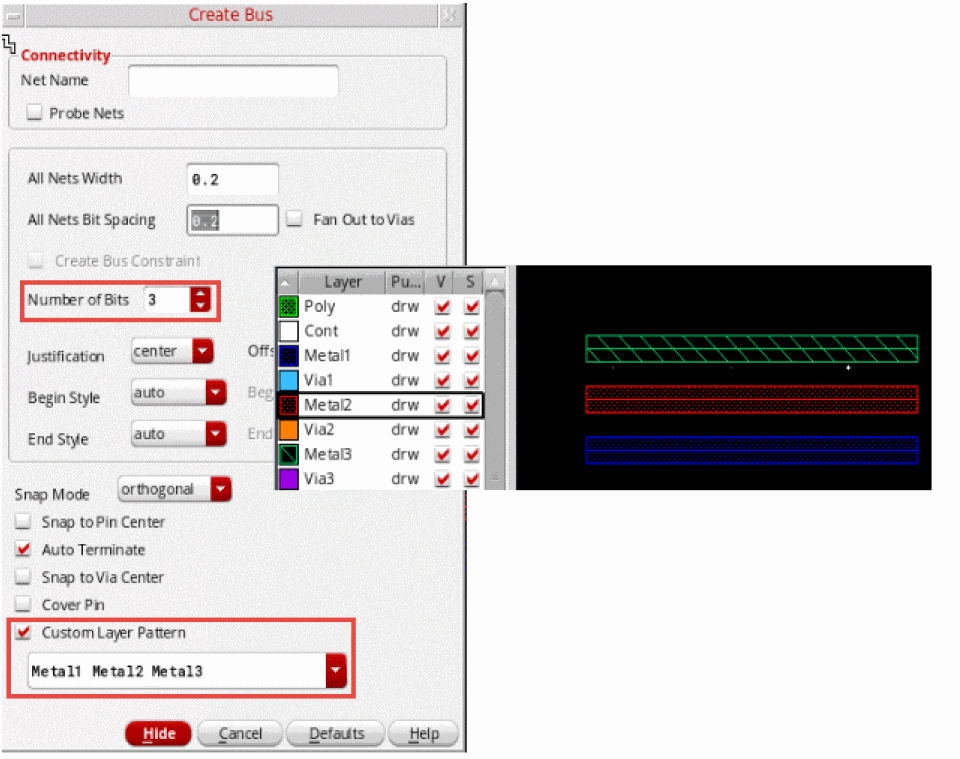 Create Bus
Connectivity
Net Name
Probe Nets
All Nets Width 0.2
All Nets Bit Spacing 0.2 Fan Out to Vias
Create Bus Constraint
Number of Bits 3
Justification center Offs
Begin Style auto Beg
End Style auto End
Snap Mode orthogonal
Snap to Pin Center
Auto Terminate
Snap to Via Center
Cover Pin
Custom Layer Pattern
Metal1 Metal2 Metal3
Hide Cancel Defaults Help
Layer Pu... V S
Poly drw
Cont drw
Metal1 drw
Via1 drw
Metal2 drw
Via2 drw
Metal3 drw
Via3 drw